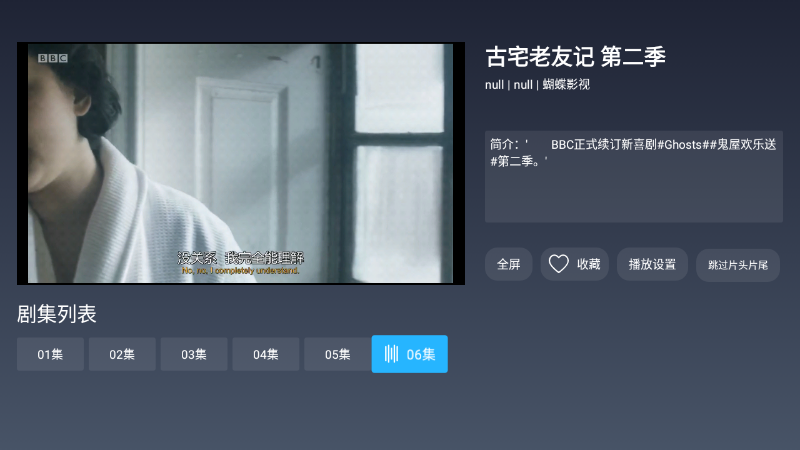 BBC
没关系 我完全能理解
No, no, I completely understand.
古宅老友记 第二季
null | null | 蝴蝶影视
简介：' BBC正式续订新喜剧#Ghosts##鬼屋欢乐送
#第二季。'
全屏
收藏
播放设置
跳过片头片尾
剧集列表
01集
02集
03集
04集
05集
06集